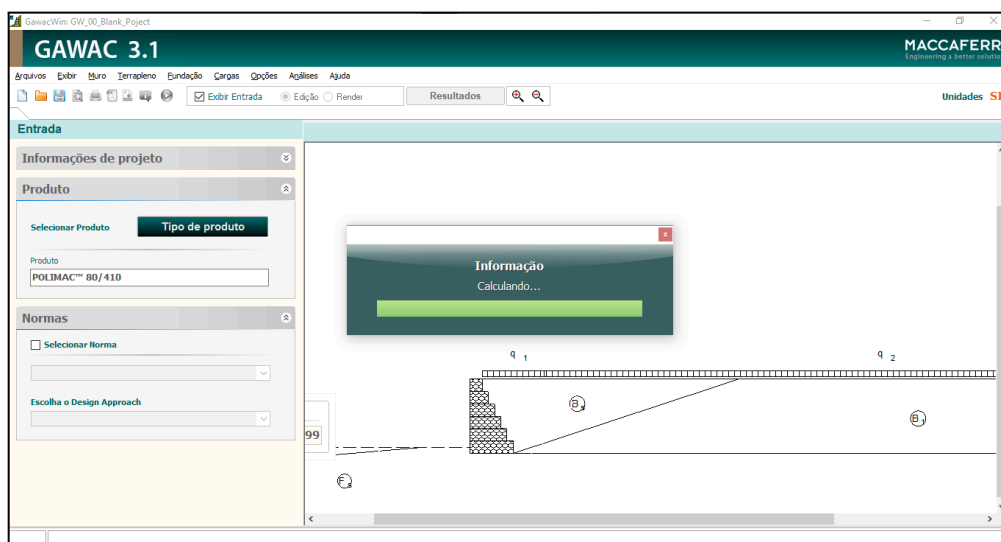 GawacWin: GW_00_Blank_Poject
GAWAC 3.1
MACCAFERR
Engineering a better solutio
Arquivos Exibir Muro Terrapleno Fundação Cargas Opções Análises Ajuda
Exibir Entrada Edição Render Resultados Unidades SI
Entrada
Informações de projeto
Produto
Selecionar Produto Tipo de produto
Produto
POLIMAC™ 80/410
Normas
Selecionar Norma
Escolha o Design Approach
Informação
Calculando...
q 1 q 2
B s B 1
99
F s